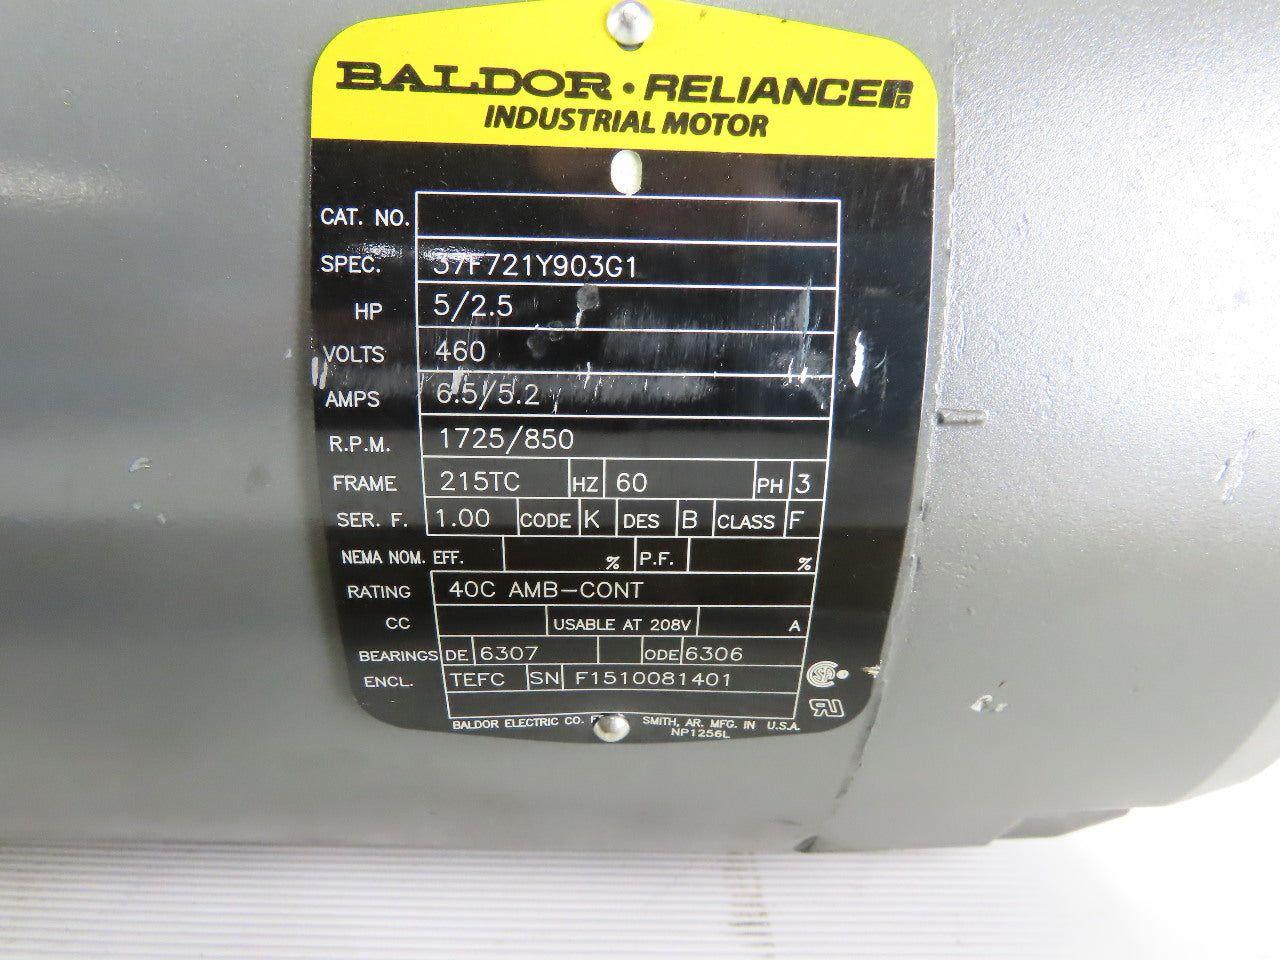 BALDOR • RELIANCE
INDUSTRIAL MOTOR
CAT. NO.
SPEC. 37F721Y903G1
HP 5/2.5
VOLTS 460
AMPS 6.5/5.2
R.P.M. 1725/850
FRAME 215TC HZ 60 PH 3
SER. F. 1.00 CODE K DES B CLASS F
NEMA NOM. EFF. % P.F. %
RATING 40C AMB-CONT
CC USABLE AT 208V A
BEARINGS DE 6307 ODE 6306
ENCL. TEFC SN F1510081401
BALDOR ELECTRIC CO. SMITH, AR. MFG. IN U.S.A.
NP1256L